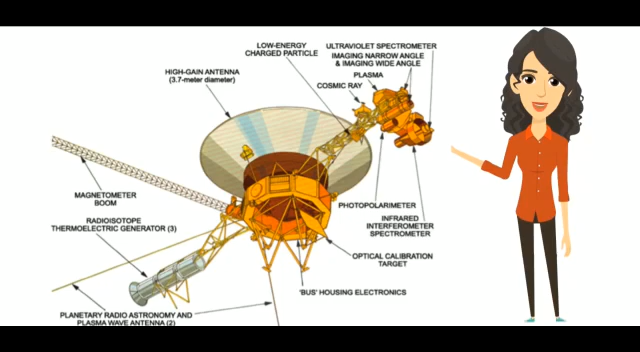 LOW-ENERGY
CHARGED PARTICLE
ULTRAVIOLET SPECTROMETER
IMAGING NARROW ANGLE
& IMAGING WIDE ANGLE
PLASMA
COSMIC RAY
HIGH-GAIN ANTENNA
(3.7-meter diameter)
MAGNETOMETER
BOOM
RADIOISOTOPE
THERMOELECTRIC GENERATOR (3)
PHOTOPOLARIMETER
INFRARED
INTERFEROMETER
SPECTROMETER
OPTICAL CALIBRATION
TARGET
'BUS' HOUSING ELECTRONICS
PLANETARY RADIO ASTRONOMY AND
PLASMA WAVE ANTENNA (2)